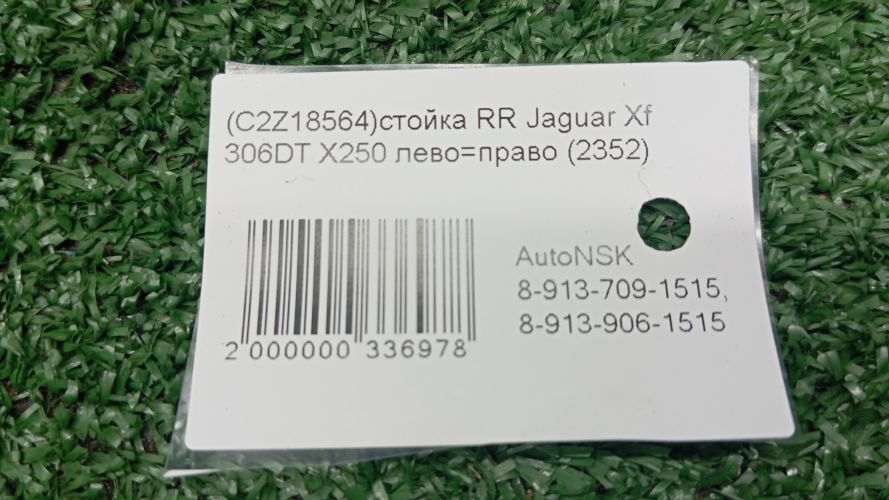 (C2Z18564)стойка RR Jaguar Xf
306DT X250 лево=право (2352)
AutoNSK
8-913-709-1515,
8-913-906-1515
2 000000 336978